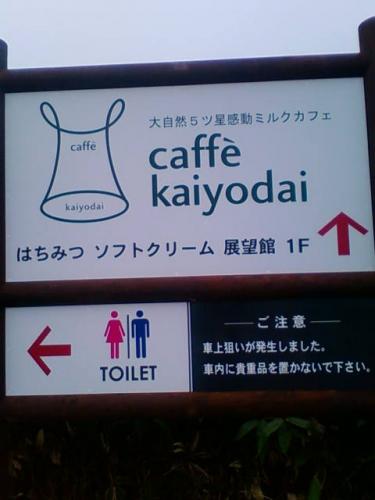 大自然5ツ星感動ミルクカフェ
caffè
kaiyodai
caffè
kaiyodai
はちみつ ソフトクリーム 展望館 1F
TOILET
ご注意
車上狙いが発生しました。
車内に貴重品を置かないで下さい。